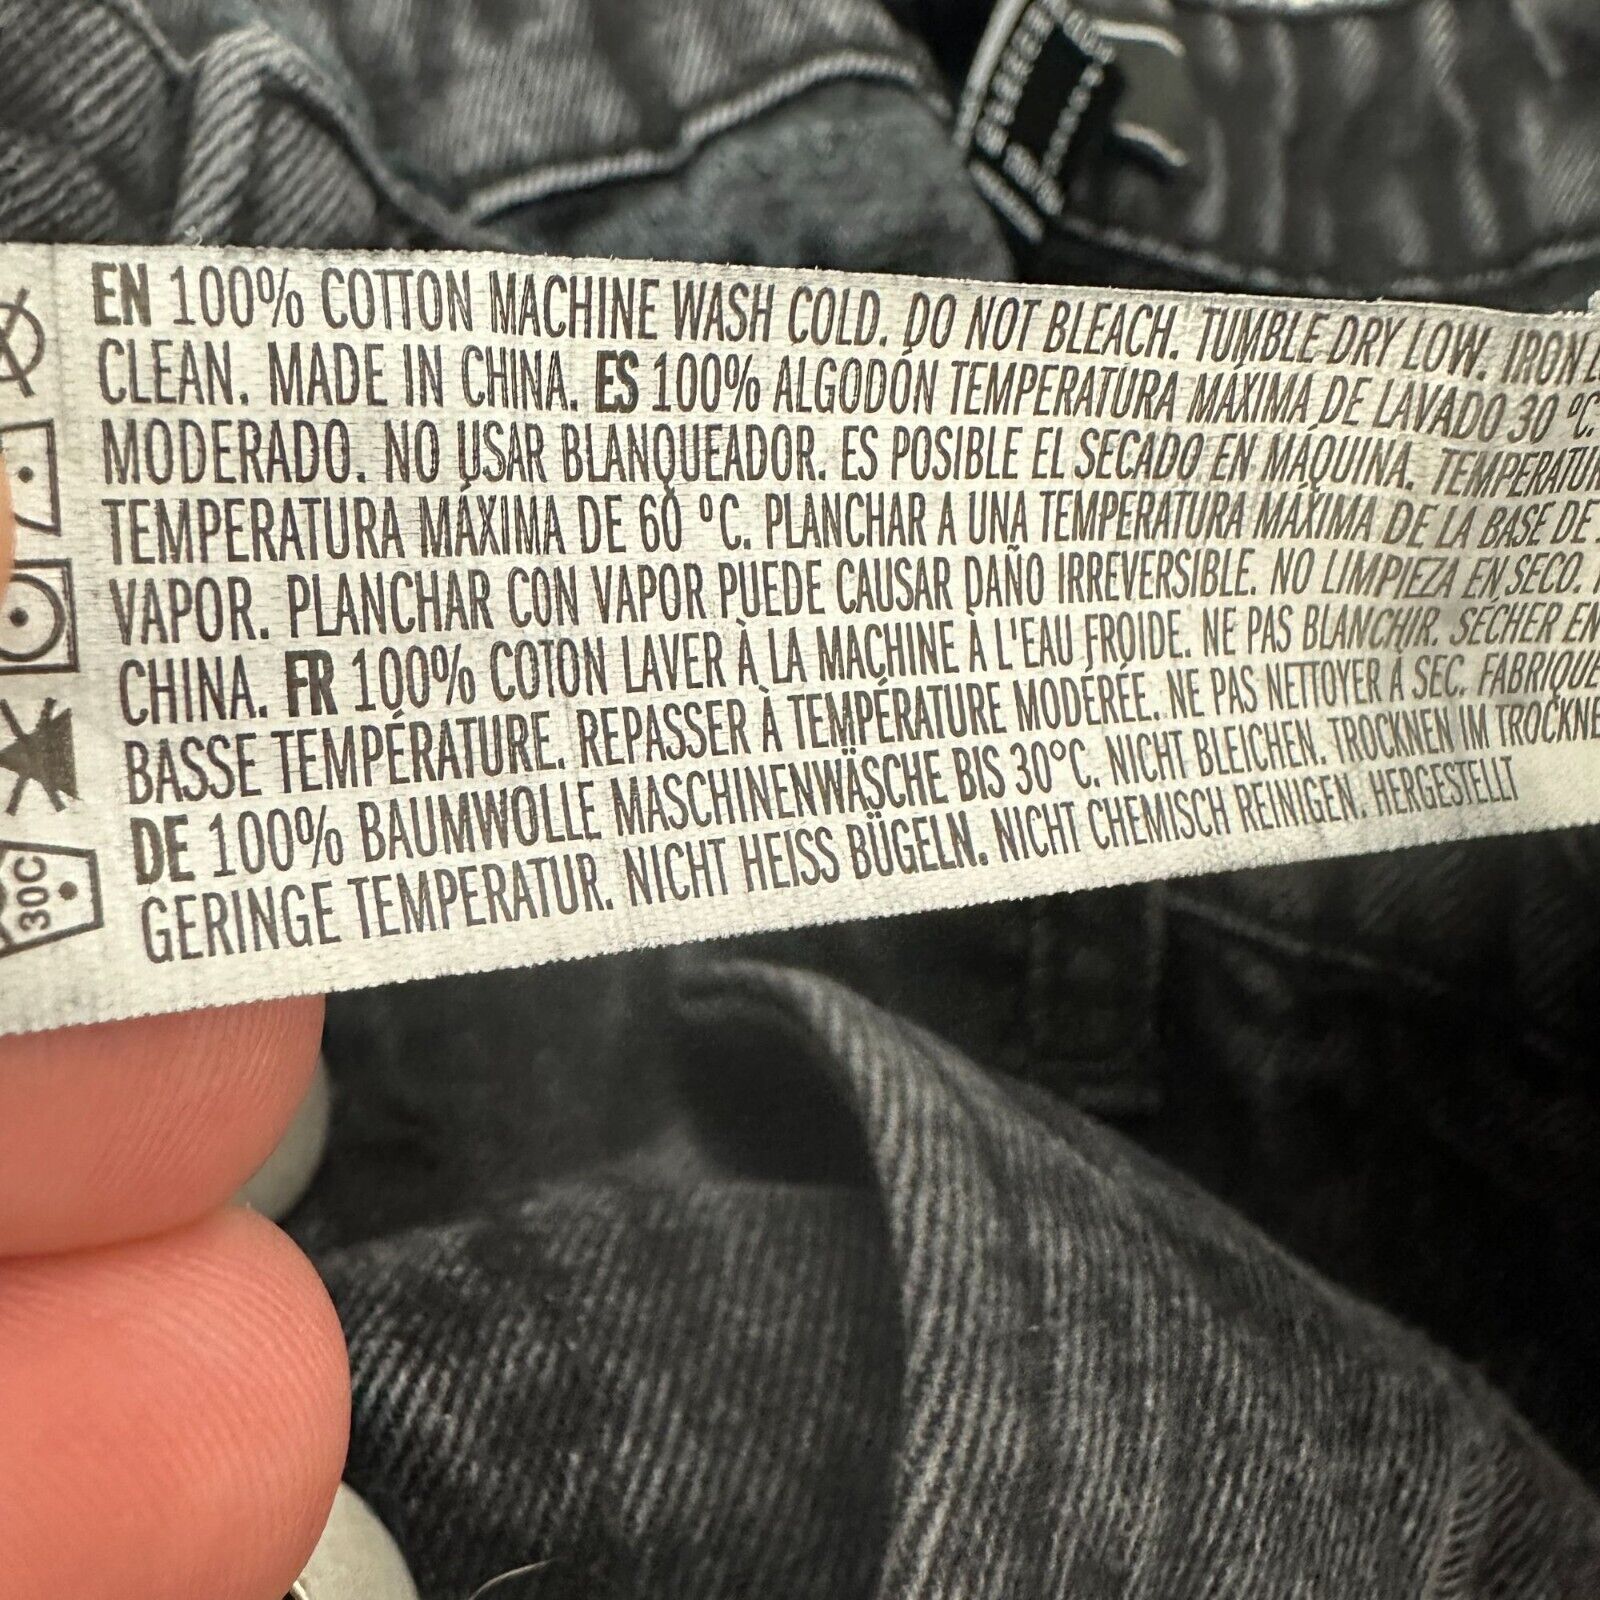 EN 100% COTTON MACHINE WASH COLD. DO NOT BLEACH. TUMBLE DRY LOW. IRON
CLEAN. MADE IN CHINA. ES 100% ALGODÓN TEMPERATURA MÁXIMA DE LAVADO 30 °C.
MODERADO. NO USAR BLANQUEADOR. ES POSIBLE EL SECADO EN MÁQUINA.
TEMPERATURA MÁXIMA DE 60 °C. PLANCHAR A UNA TEMPERATURA MÁXIMA DE LA BASE DE
VAPOR. PLANCHAR CON VAPOR PUEDE CAUSAR DAÑO IRREVERSIBLE. NO LIMPIEZA EN SECO.
CHINA. FR 100% COTON LAVER À LA MACHINE À L'EAU FROIDE. NE PAS BLANCHIR. SÉCHER EN
BASSE TEMPÉRATURE. REPASSER À TEMPÉRATURE MODÉRÉE. NE PAS NETTOYER À SEC.
DE 100% BAUMWOLLE MASCHINENWÄSCHE BIS 30°C. NICHT BLEICHEN. TROCKNEN IM
GERINGE TEMPERATUR. NICHT HEISS BÜGELN. NICHT CHEMISCH REINIGEN. HERGESTELLT
30C